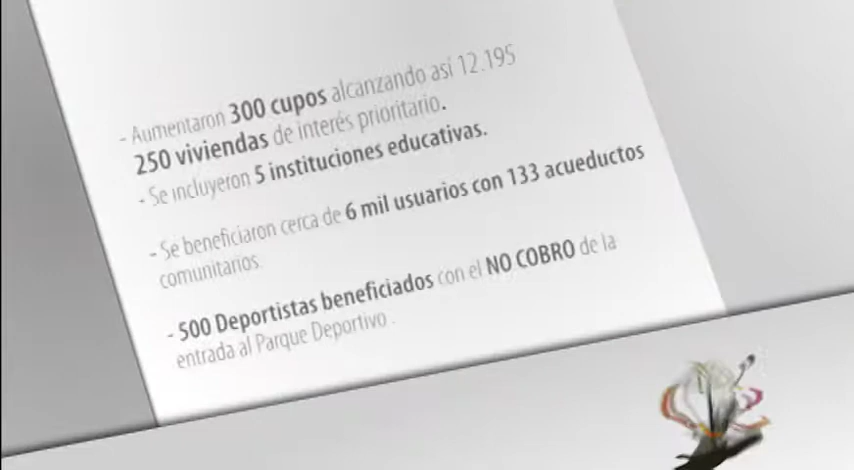 - Aumentaron 300 cupos alcanzando así 12.195
250 viviendas de interés prioritario.
- Se incluyeron 5 instituciones educativas.
- Se beneficiaron cerca de 6 mil usuarios con 133 acueductos
comunitarios.
- 500 Deportistas beneficiados con el NO COBRO de la
entrada al Parque Deportivo .